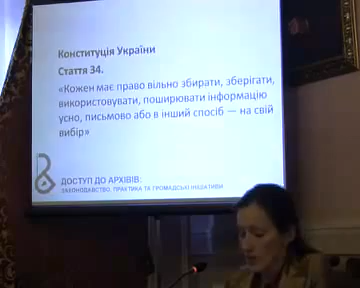 Конституція України
Стаття 34.
«Кожен має право вільно збирати, зберігати,
використовувати, поширювати інформацію
усно, письмово або в інший спосіб — на свій
вибір»
ДОСТУП ДО АРХІВІВ:
ЗАКОНОДАВСТВО, ПРАКТИКА ТА ГРОМАДСЬКІ ІНІЦІАТИВИ